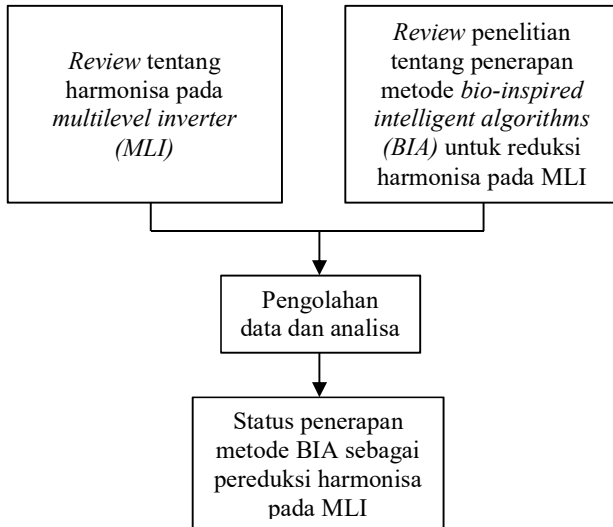 Review tentang
harmonisa pada
multilevel inverter
(MLI)
Review penelitian
tentang penerapan
metode bio-inspired
intelligent algorithms
(BIA) untuk reduksi
harmonisa pada MLI
Pengolahan
data dan analisa
Status penerapan
metode BIA sebagai
pereduksi harmonisa
pada MLI